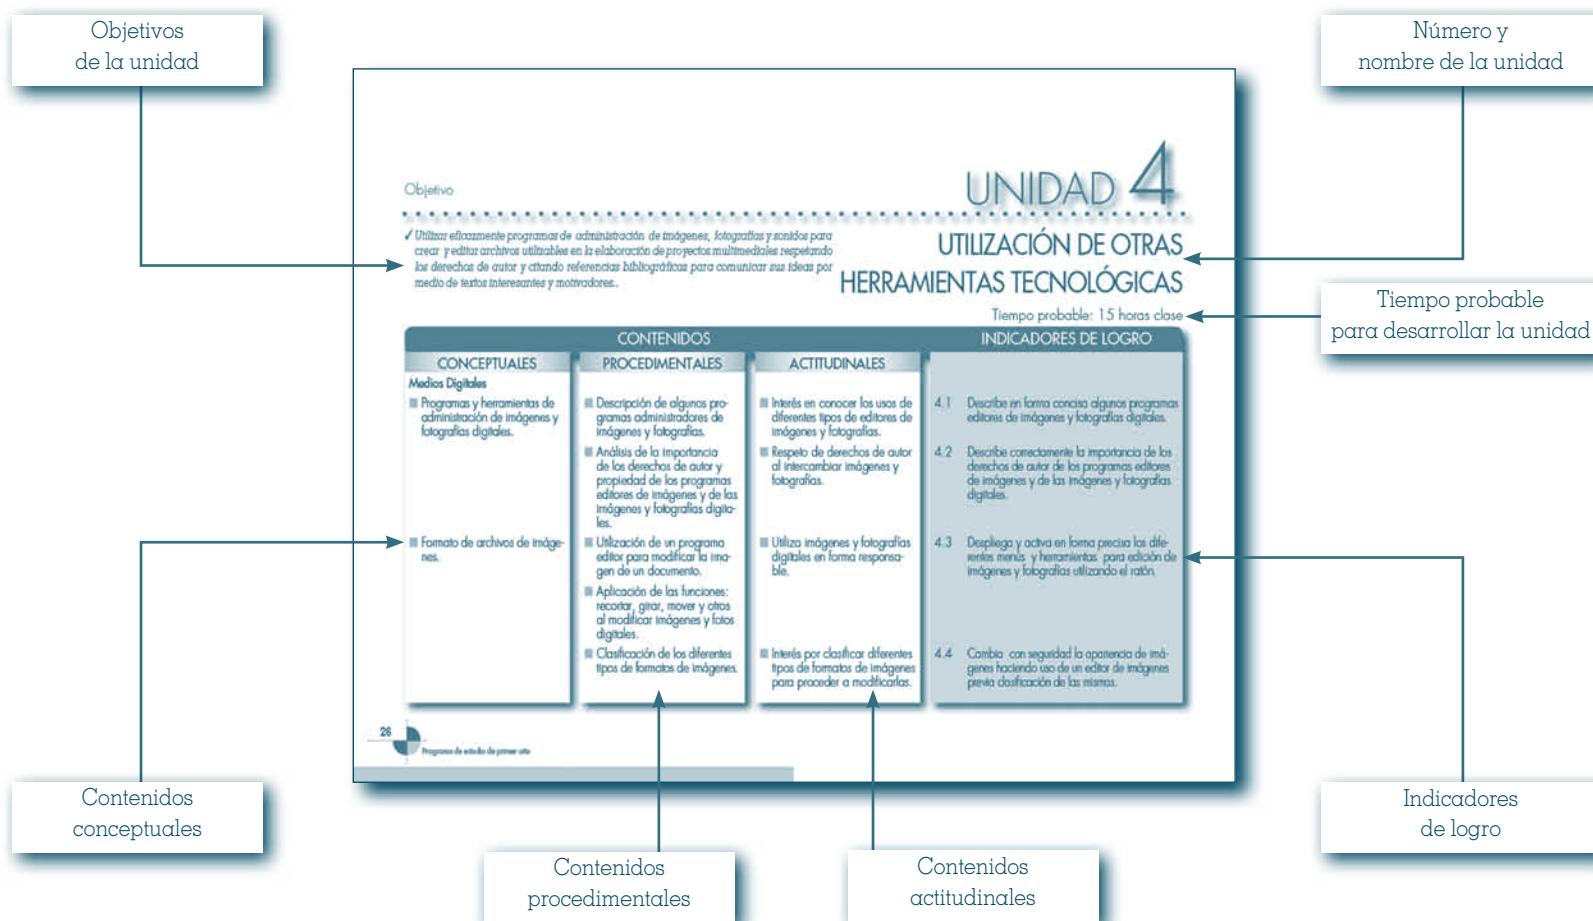 Objetivos
de la unidad
Número y
nombre de la unidad
Objetivo
UNIDAD 4
✓ Utilizar eficazmente programas de administración de imágenes, fotografías y sonidos para
crear y editar archivos utilizables en la elaboración de proyectos multimediales respetando
los derechos de autor y citando referencias bibliográficas para comunicar sus ideas por
medio de textos interesantes y motivadores..
UTILIZACIÓN DE OTRAS
HERRAMIENTAS TECNOLÓGICAS
Tiempo probable: 15 horas clase
Tiempo probable
para desarrollar la unidad
CONTENIDOS
INDICADORES DE LOGRO
CONCEPTUALES
PROCEDIMENTALES
ACTITUDINALES
Medios Digitales
Programas y herramientas de
administración de imágenes y
fotografías digitales.
Formato de archivos de imáge-
nes.
Descripción de algunos pro-
gramas administradores de
imágenes y fotografías.
Análisis de la importancia
de los derechos de autor y
propiedad de los programas
editores de imágenes y de las
imágenes y fotografías digita-
les.
Utilización de un programa
editor para modificar la ima-
gen de un documento.
Aplicación de las funciones:
recortar, girar, mover y otros
al modificar imágenes y fotos
digitales.
Clasificación de los diferentes
tipos de formatos de imágenes.
Interés en conocer los usos de
diferentes tipos de editores de
imágenes y fotografías.
Respeto de derechos de autor
al intercambiar imágenes y
fotografías.
Utiliza imágenes y fotografías
digitales en forma responsa-
ble.
Interés por clasificar diferentes
tipos de formatos de imágenes
para proceder a modificarlas.
4.1 Describe en forma concisa algunos programas
editores de imágenes y fotografías digitales.
4.2 Describe correctamente la importancia de los
derechos de autor de los programas editores
de imágenes y de las imágenes y fotografías
digitales.
4.3 Despliega y activa en forma precisa los dife-
rentes menús y herramientas para edición de
imágenes y fotografías utilizando el ratón.
4.4 Cambia con seguridad la apariencia de imá-
genes haciendo uso de un editor de imágenes
previa clasificación de las mismas.
26
Programa de estudio de primer año
Contenidos
conceptuales
Contenidos
procedimentales
Contenidos
actitudinales
Indicadores
de logro